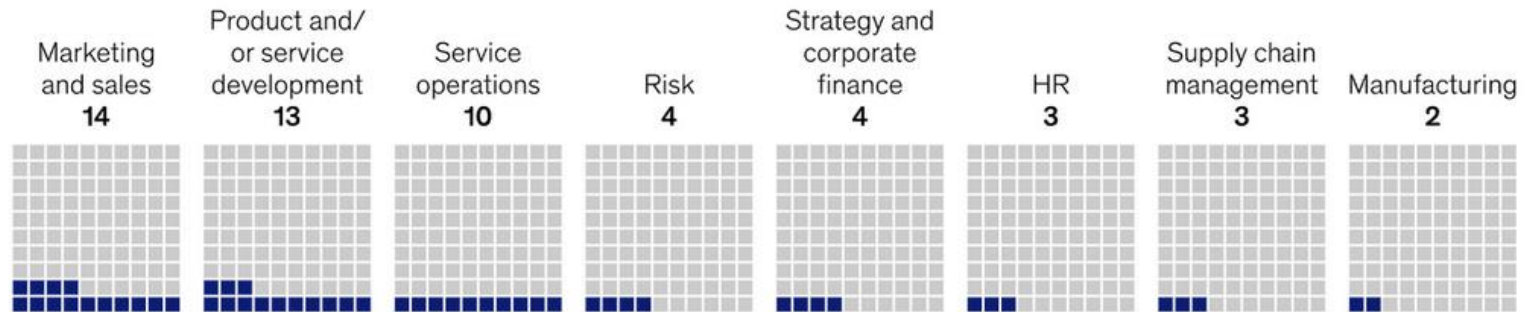 Marketing
and sales
14
Product and/
or service
development
13
Service
operations
10
Risk
4
Strategy and
corporate
finance
4
HR
3
Supply chain
management
3
Manufacturing
2